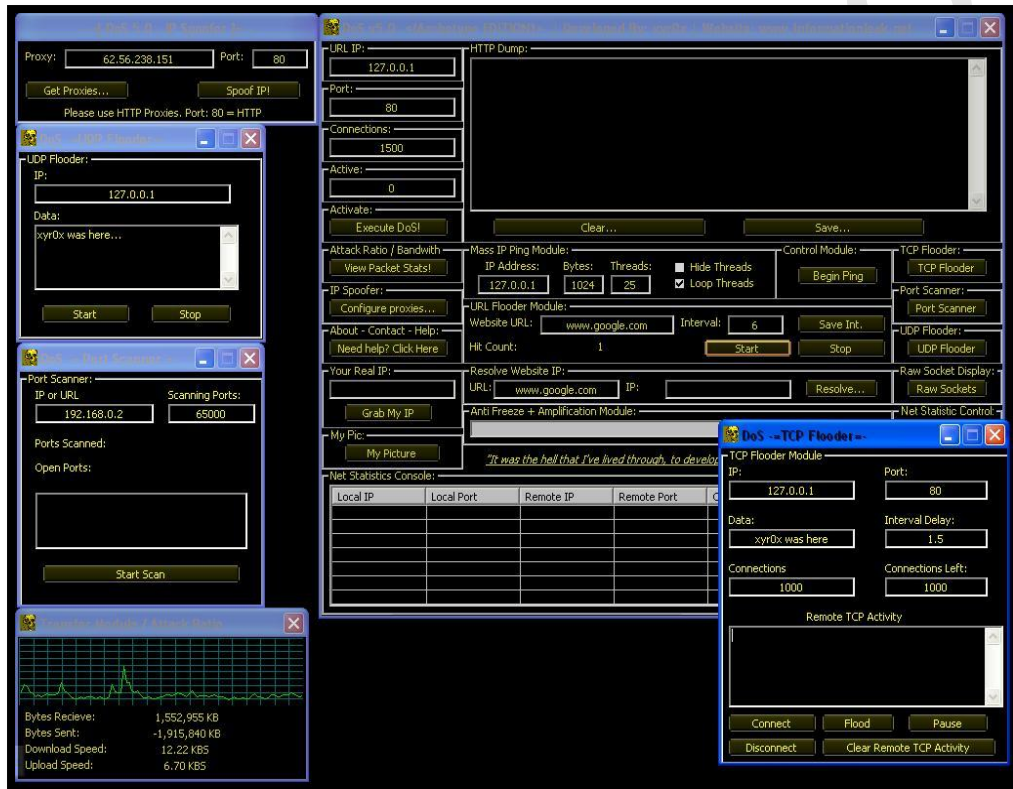 DoS 5.0
Proxy: 62.56.238.151 Port: 80
Get Proxies... Spoof IP!
Please use HTTP Proxies. Port: 80 = HTTP
UDP Flooder:
IP:
127.0.0.1
Data:
xyr0x was here...
Start Stop
DoS Port Scanner
Port Scanner:
IP or URL Scanning Ports:
192.168.0.2 65000
Ports Scanned:
Open Ports:
Start Scan
Bytes Recieve: 1,552,955 KB
Bytes Sent: -1,915,840 KB
Download Speed: 12.22 KBS
Upload Speed: 6.70 KBS
URL IP:
127.0.0.1
Port:
80
Connections:
1500
Active:
0
Activate:
Execute DoS!
Attack Ratio / Bandwith
View Packet Stats!
IP Spoofer:
Configure proxies...
About - Contact - Help:
Need help? Click Here
Your Real IP:
Grab My IP
My Pic:
My Picture
HTTP Dump:
Clear... Save...
Mass IP Ping Module:
IP Address: Bytes: Threads:
127.0.0.1 1024 25
Hide Threads
Loop Threads
Control Module:
Begin Ping
URL Flooder Module:
Website URL: www.google.com Interval: 6 Save Int.
Hit Count: 1 Start Stop
Resolve Website IP:
URL: www.google.com IP: Resolve...
Anti Freeze + Amplification Module:
"It was the hell that I've lived through, to
TCP Flooder:
TCP Flooder
Port Scanner:
Port Scanner
UDP Flooder:
UDP Flooder
Raw Socket Display:
Raw Sockets
Net Statistic Control:
Net Statistics Console:
Local IP Local Port Remote IP Remote Port
DoS -=TCP Flooder=-
TCP Flooder Module
IP: Port:
127.0.0.1 80
Data: Interval Delay:
xyr0x was here 1.5
Connections Connections Left:
1000 1000
Remote TCP Activity
Connect Flood Pause
Disconnect Clear Remote TCP Activity